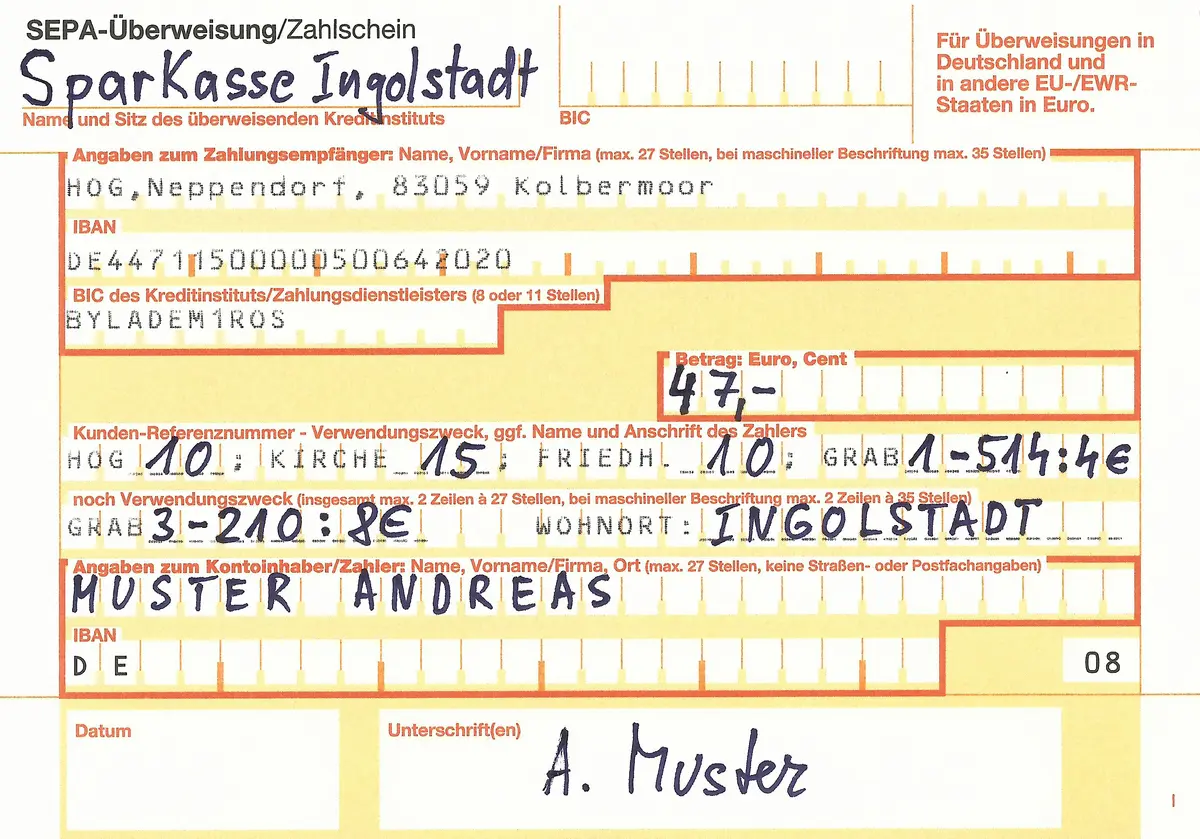 SEPA-Überweisung/Zahlschein
SparKasse Ingolstadt
Name und Sitz des überweisenden Kreditinstituts
BIC
Für Überweisungen in
Deutschland und
in andere EU-/EWR-
Staaten in Euro.
Angaben zum Zahlungsempfänger: Name, Vorname/Firma (max. 27 Stellen, bei maschineller Beschriftung max. 35 Stellen)
HOG,Neppendorf, 83059 Kolbermoor
IBAN
DE44711500000500642020
BIC des Kreditinstituts/Zahlungsdienstleisters (8 oder 11 Stellen)
BYLADEM1ROS
Betrag: Euro, Cent
47,-
Kunden-Referenznummer - Verwendungszweck, ggf. Name und Anschrift des Zahlers
HOG 10 ; KIRCHE 15 ; FRIEDH. 10 ; GRAB 1-514:4€
noch Verwendungszweck (insgesamt max. 2 Zeilen à 27 Stellen, bei maschineller Beschriftung max. 2 Zeilen à 35 Stellen)
GRAB 3-210:8€ WOHNORT: INGOLSTADT
Angaben zum Kontoinhaber/Zahler: Name, Vorname/Firma, Ort (max. 27 Stellen, keine Straßen- oder Postfachangaben)
MUSTER ANDREAS
IBAN
DE
08
Datum
Unterschrift(en)
A. Muster